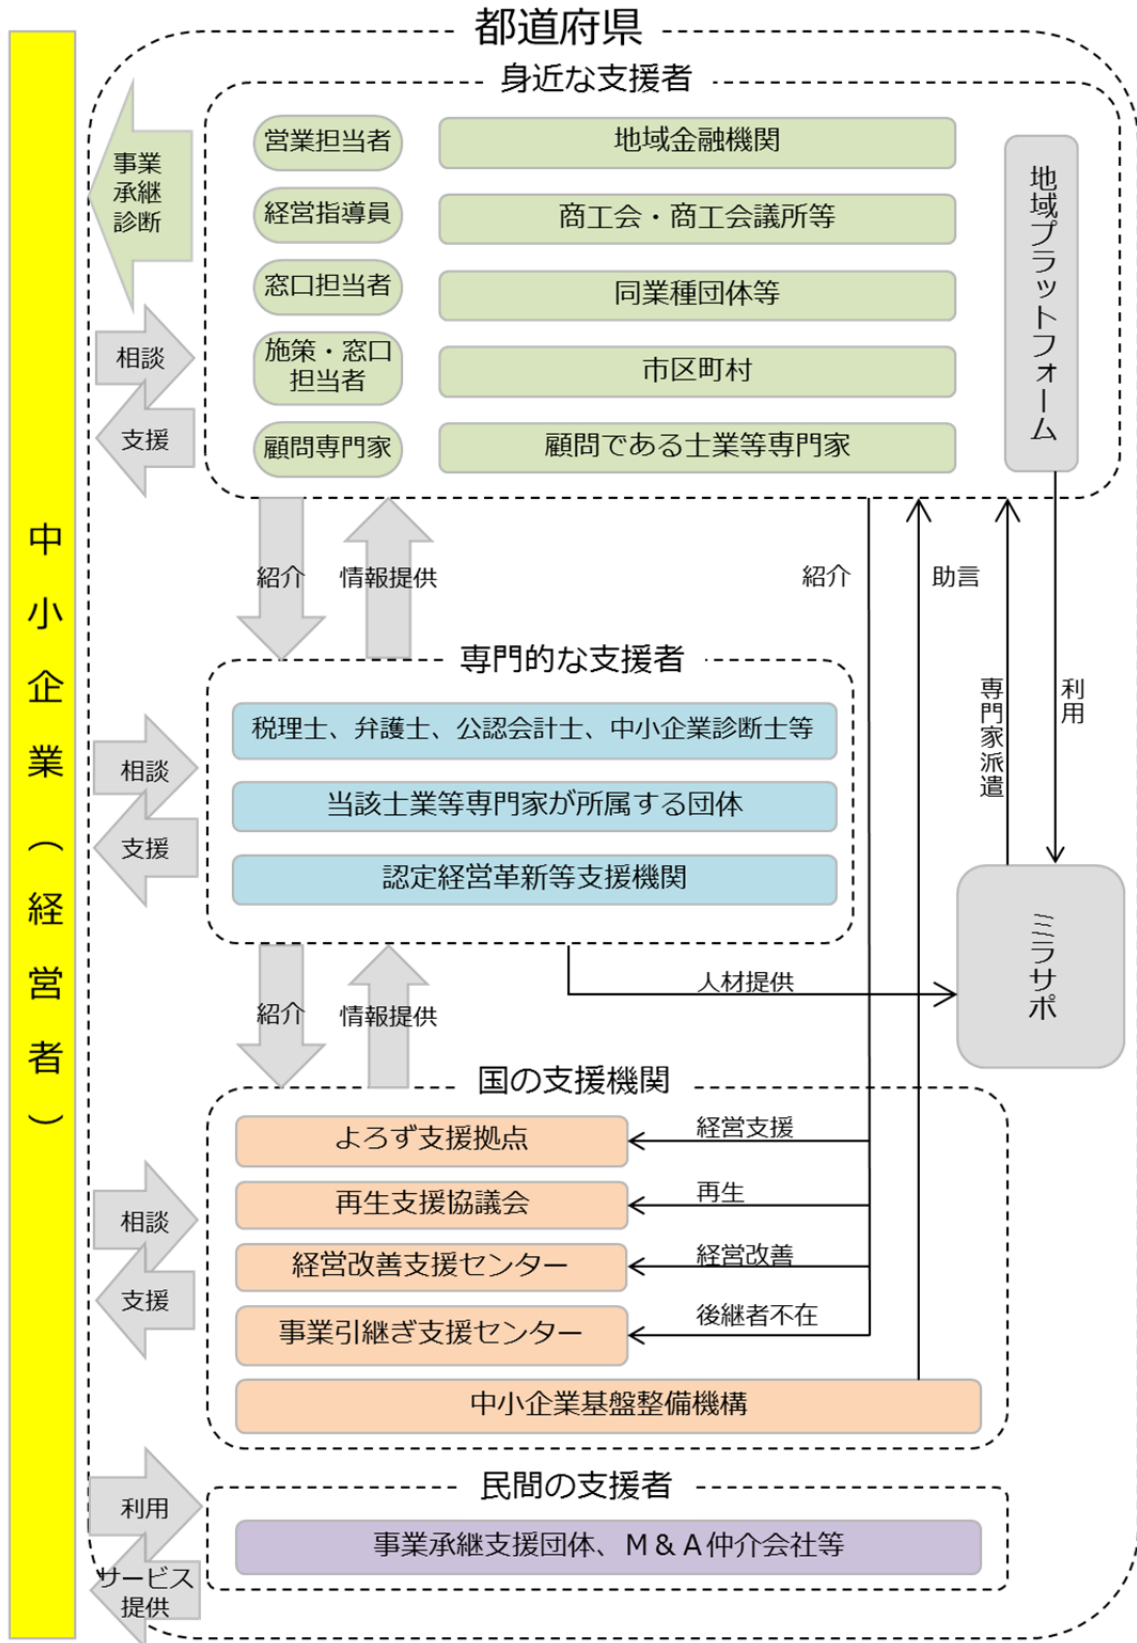 都道府県
身近な支援者
中小企業（経営者）
事業
承継
診断
相談
支援
営業担当者
地域金融機関
経営指導員
商工会・商工会議所等
窓口担当者
同業種団体等
施策・窓口
担当者
市区町村
顧問専門家
顧問である士業等専門家
地域プラットフォーム
紹介
情報提供
紹介
助言
専門家派遣
利用
専門的な支援者
相談
支援
税理士、弁護士、公認会計士、中小企業診断士等
当該士業等専門家が所属する団体
認定経営革新等支援機関
ミラサポ
人材提供
紹介
情報提供
国の支援機関
相談
支援
よろず支援拠点
経営支援
再生支援協議会
再生
経営改善支援センター
経営改善
事業引継ぎ支援センター
後継者不在
中小企業基盤整備機構
民間の支援者
利用
サービス
提供
事業承継支援団体、M＆A仲介会社等